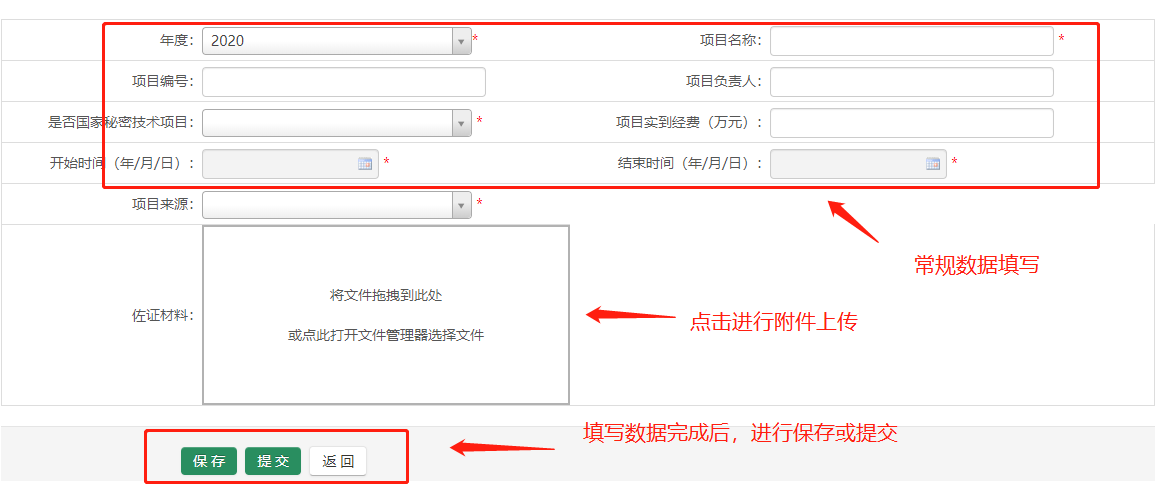 年度： 2020 * 项目名称： *
项目编号： 项目负责人：
是否国家秘密技术项目： * 项目实到经费（万元）：
开始时间（年/月/日）： * 结束时间（年/月/日）： *
项目来源： *
常规数据填写
将文件拖拽到此处
佐证材料：
点击进行附件上传
或点此打开文件管理器选择文件
填写数据完成后，进行保存或提交
保存 提交 返回